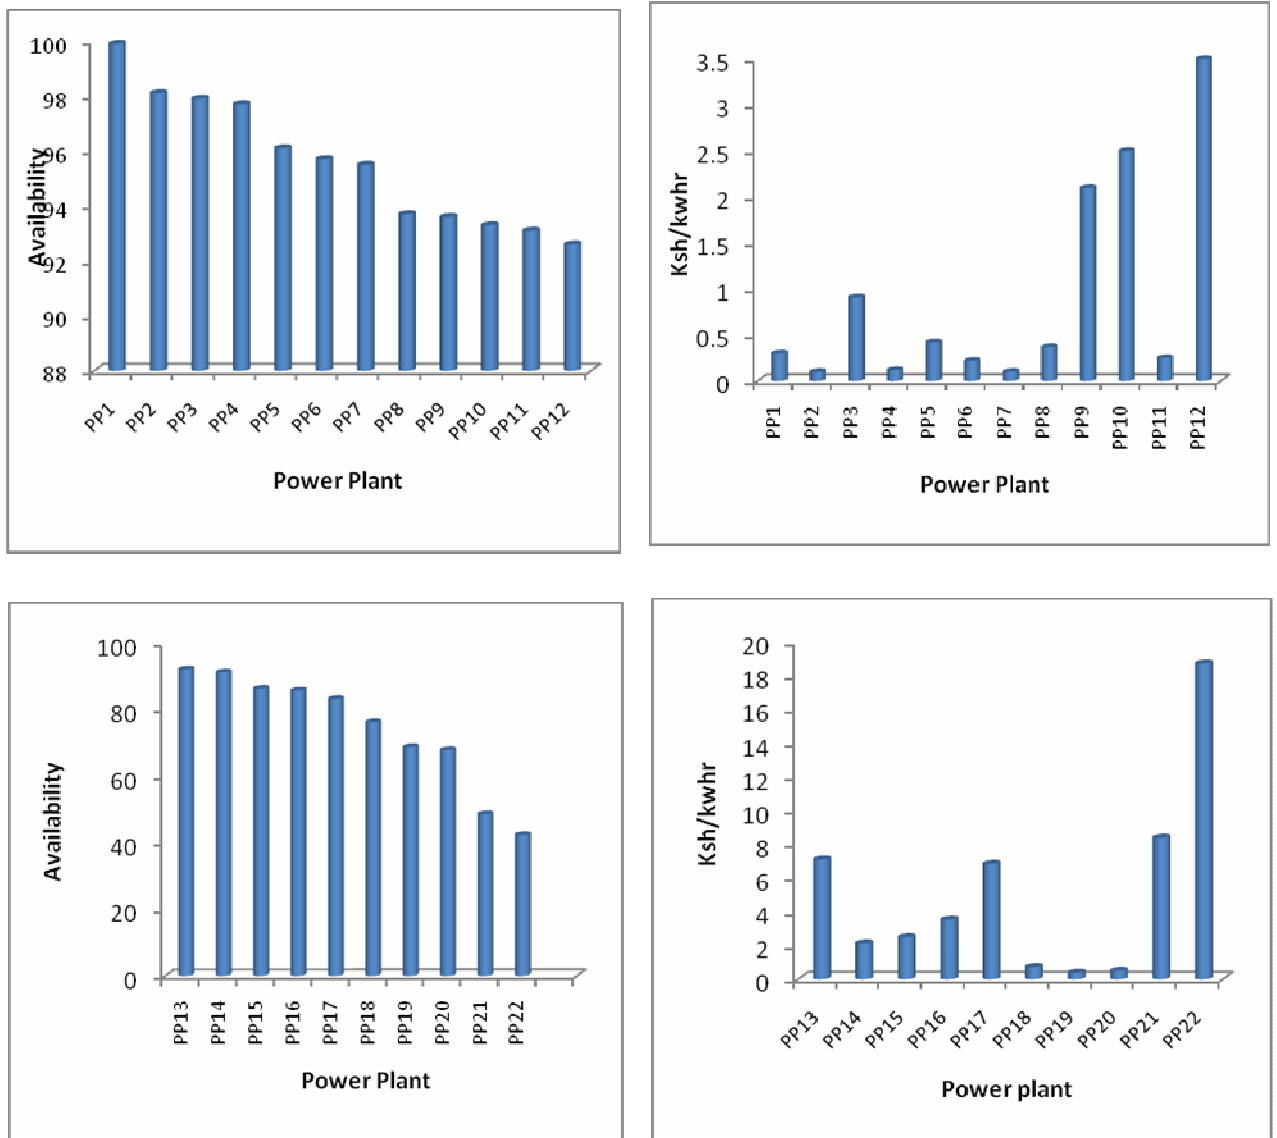 100
98
96
94
92
90
88
Availability
PP1 PP2 PP3 PP4 PP5 PP6 PP7 PP8 PP9 PP10 PP11 PP12
Power Plant
3.5
3
2.5
2
1.5
1
0.5
0
Ksh/kwhr
PP1 PP2 PP3 PP4 PP5 PP6 PP7 PP8 PP9 PP10 PP11 PP12
Power Plant
100
80
60
40
20
0
Availability
PP13 PP14 PP15 PP16 PP17 PP18 PP19 PP20 PP21 PP22
Power Plant
20
18
16
14
12
10
8
6
4
2
0
Ksh/kwhr
PP13 PP14 PP15 PP16 PP17 PP18 PP19 PP20 PP21 PP22
Power plant